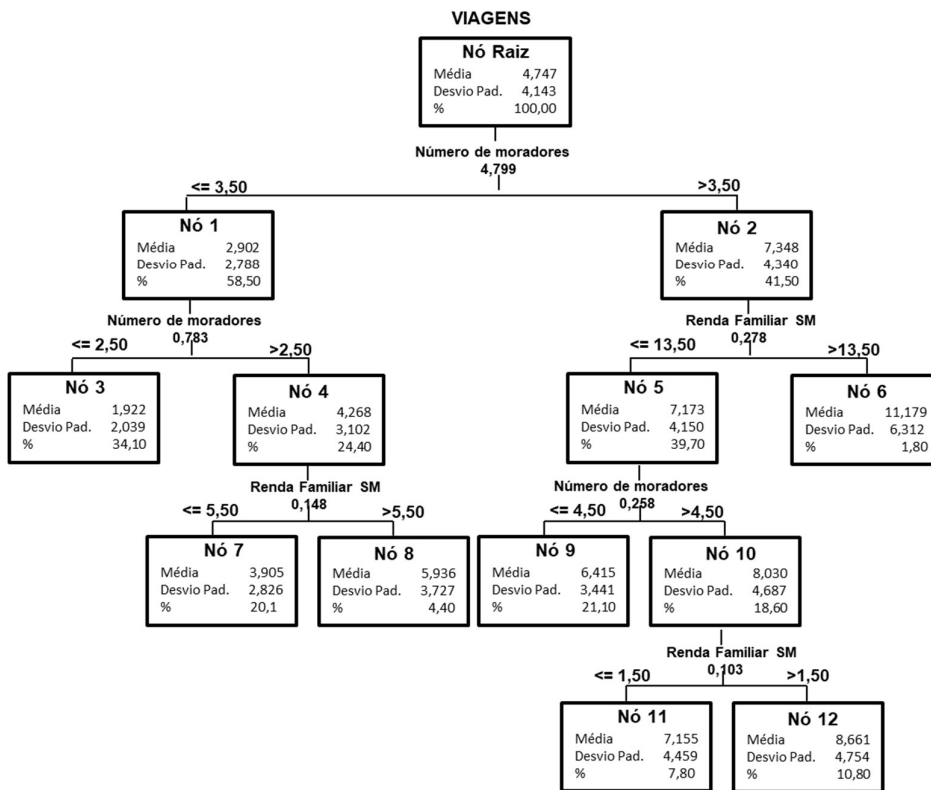 VIAGENS
Nó Raiz
Média 4,747
Desvio Pad. 4,143
% 100,00
Número de moradores
4,799
<= 3,50 >3,50
Nó 1
Média 2,902
Desvio Pad. 2,788
% 58,50
Nó 2
Média 7,348
Desvio Pad. 4,340
% 41,50
Número de moradores
0,783
<= 2,50 >2,50
Renda Familiar SM
0,278
<= 13,50 >13,50
Nó 3
Média 1,922
Desvio Pad. 2,039
% 34,10
Nó 4
Média 4,268
Desvio Pad. 3,102
% 24,40
Nó 5
Média 7,173
Desvio Pad. 4,150
% 39,70
Nó 6
Média 11,179
Desvio Pad. 6,312
% 1,80
Renda Familiar SM
0,148
<= 5,50 >5,50
Número de moradores
0,258
<= 4,50 >4,50
Nó 7
Média 3,905
Desvio Pad. 2,826
% 20,1
Nó 8
Média 5,936
Desvio Pad. 3,727
% 4,40
Nó 9
Média 6,415
Desvio Pad. 3,441
% 21,10
Nó 10
Média 8,030
Desvio Pad. 4,687
% 18,60
Renda Familiar SM
0,103
<= 1,50 >1,50
Nó 11
Média 7,155
Desvio Pad. 4,459
% 7,80
Nó 12
Média 8,661
Desvio Pad. 4,754
% 10,80